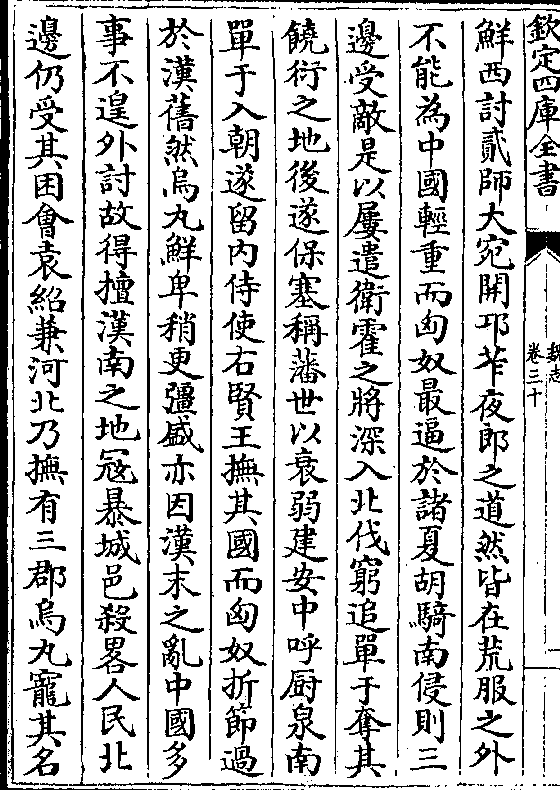 欽定四庫全書
魏志
卷三十
鮮西討貳師大宛開邛苲夜郎之道然皆在荒服之外
不能為中國輕重而匈奴最逼於諸夏胡騎南侵則三
邊受敵是以屢遣衛霍之將深入北伐窮追單于奪其
饒衍之地後遂保塞稱藩世以衰弱建安中呼廚泉南
單于入朝遂留内侍使右賢王撫其國而匈奴折節過
於漢舊然烏丸鮮卑稍更彊盛亦因漢末之亂中國多
事不遑外討故得擅漢南之地冦暴城邑殺畧人民北
邊仍受其困會袁紹兼河北乃撫有三郡烏丸寵其名